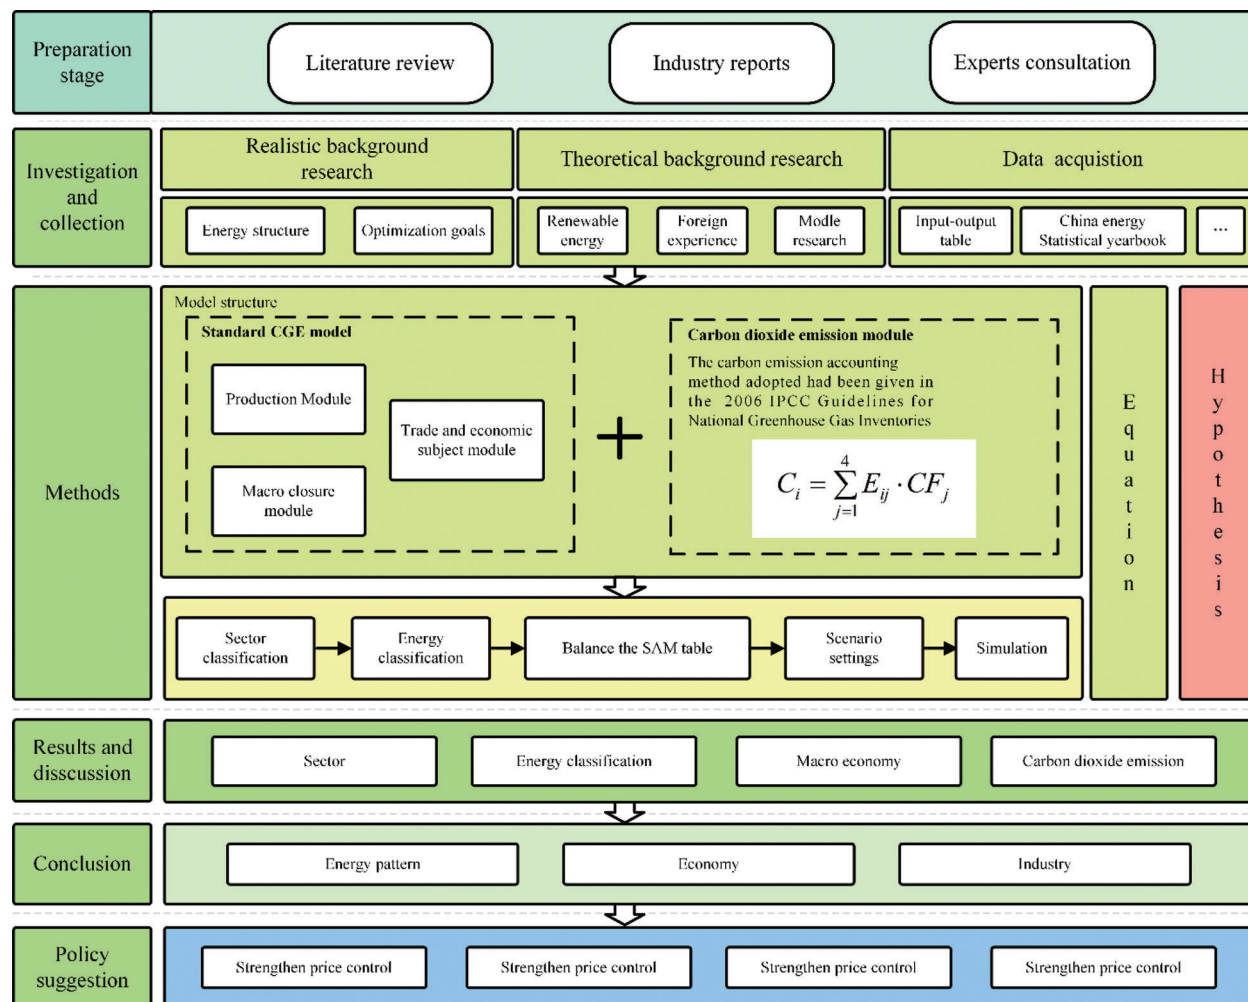 Preparation
stage
Literature review
Industry reports
Experts consultation
Investigation
and
collection
Realistic background
research
Theoretical background research
Data acquistion
Energy structure
Optimization goals
Renewable
energy
Foreign
experience
Modle
research
Input-output
table
China energy
Statistical yearbook
...
Methods
Model structure
Standard CGE model
Production Module
Trade and economic
subject module
Macro closure
module
+
Carbon dioxide emission module
The carbon emission accounting
method adopted had been given in
the 2006 IPCC Guidelines for
National Greenhouse Gas Inventories
C_i = \sum_{j=1}^{4} E_{ij} · CF_j
Equation
Hypothesis
Sector
classification
Energy
classification
Balance the SAM table
Scenario
settings
Simulation
Results and
disscussion
Sector
Energy classification
Macro economy
Carbon dioxide emission
Conclusion
Energy pattern
Economy
Industry
Policy
suggestion
Strengthen price control
Strengthen price control
Strengthen price control
Strengthen price control